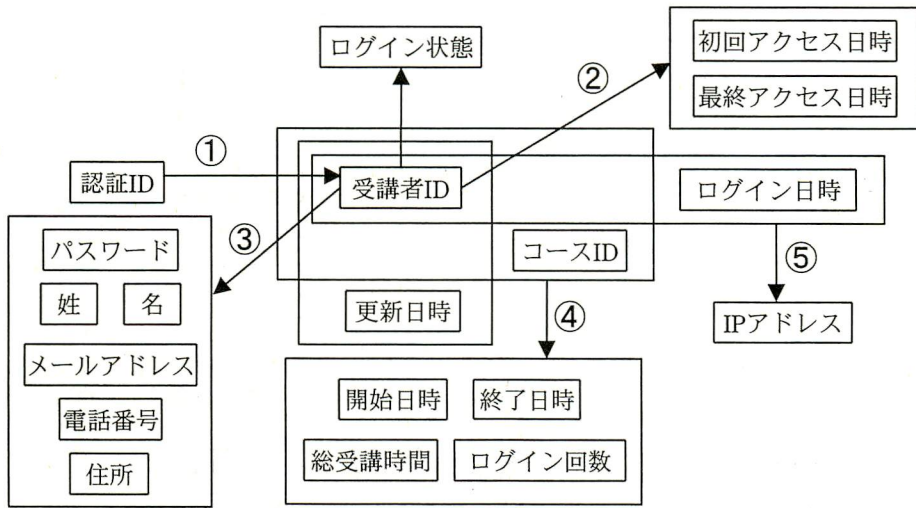 ログイン状態
初回アクセス日時
最終アクセス日時
②
①
認証ID
受講者ID
ログイン日時
③
コースID
⑤
パスワード
姓 名
更新日時
④
IPアドレス
メールアドレス
電話番号
住所
開始日時 終了日時
総受講時間 ログイン回数